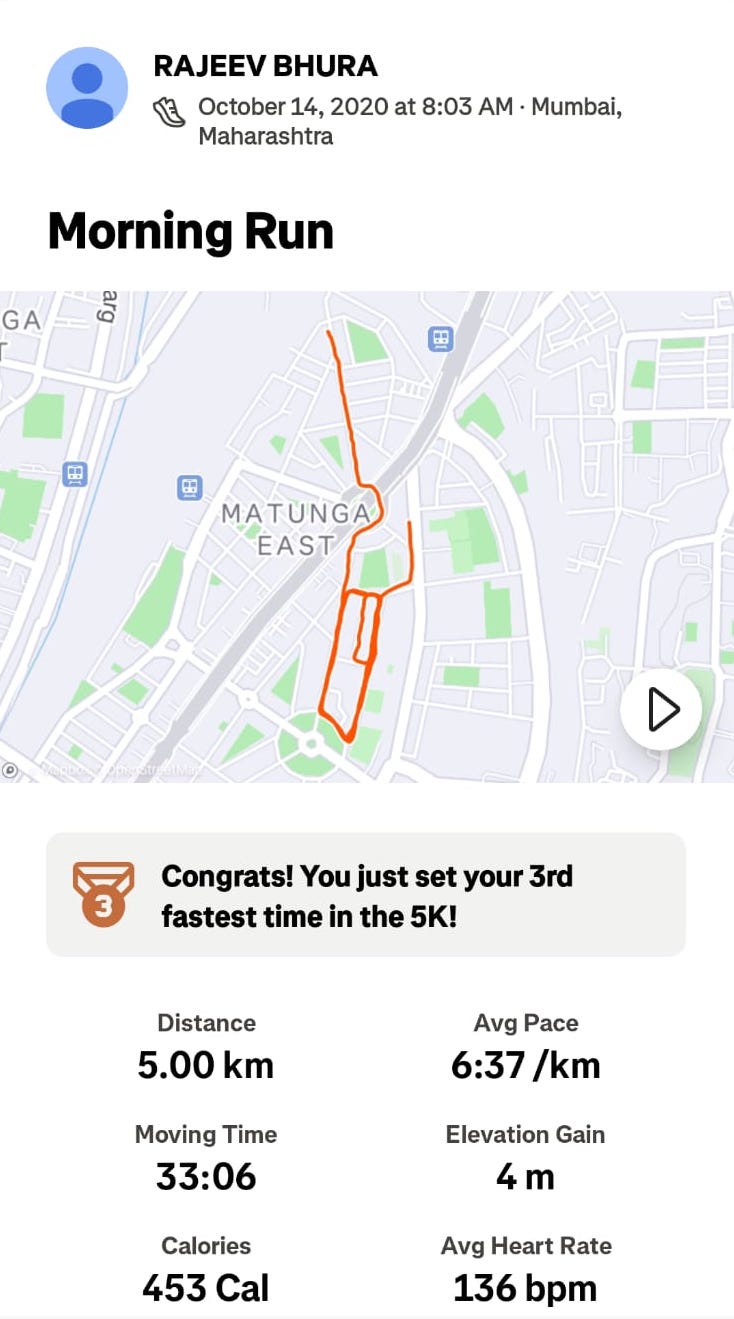 RAJEEV BHURA
October 14, 2020 at 8:03 AM · Mumbai,
Maharashtra
Morning Run
GA
arg
MATUNGA
EAST
Mapbox OpenStreetMap
3
Congrats! You just set your 3rd
fastest time in the 5K!
Distance
Avg Pace
5.00 km
6:37 /km
Moving Time
Elevation Gain
33:06
4 m
Calories
Avg Heart Rate
453 Cal
136 bpm